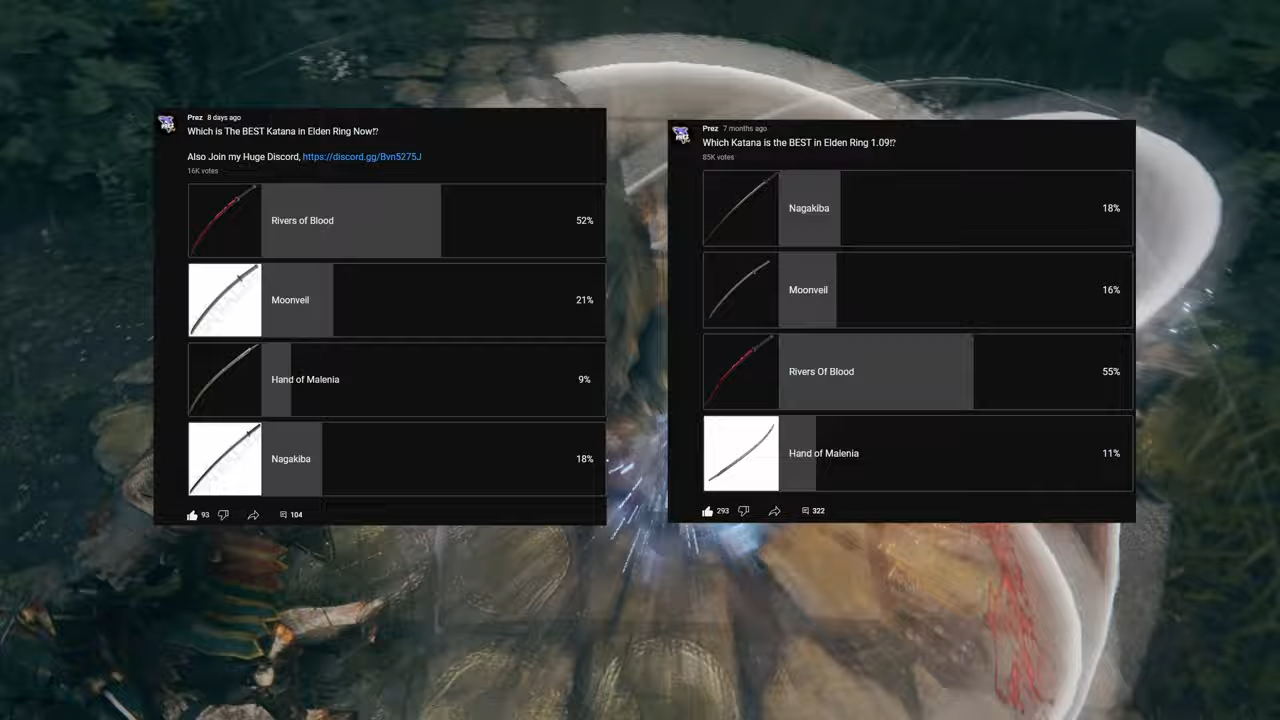 Prez 8 days ago
Which is The BEST Katana in Elden Ring Now!?
Also Join my Huge Discord, https://discord.gg/Bvn5275J
16K votes
Rivers of Blood 52%
Moonveil 21%
Hand of Malenia 9%
Nagakiba 18%
93 104
Prez 7 months ago
Which Katana is the BEST in Elden Ring 1.09!?
85K votes
Nagakiba 18%
Moonveil 16%
Rivers Of Blood 55%
Hand of Malenia 11%
293 322